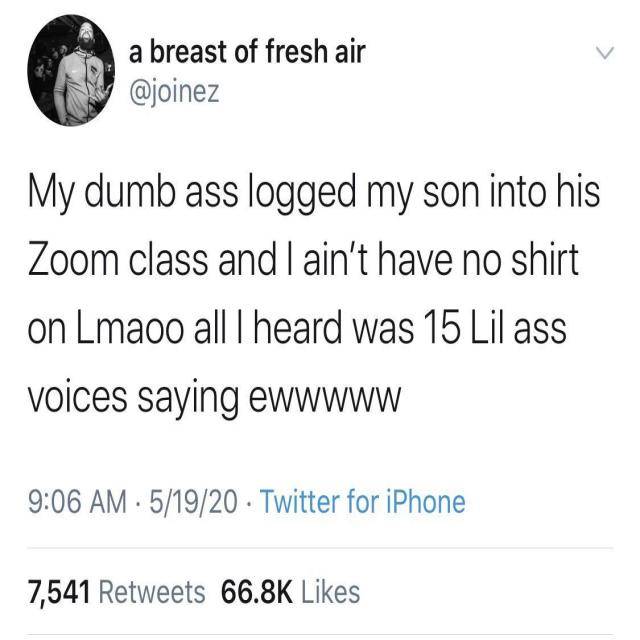 a breast of fresh air
@joinez
My dumb ass logged my son into his
Zoom class and I ain't have no shirt
on Lmaoo all I heard was 15 Lil ass
voices saying ewwwww
9:06 AM · 5/19/20 · Twitter for iPhone
7,541 Retweets 66.8K Likes